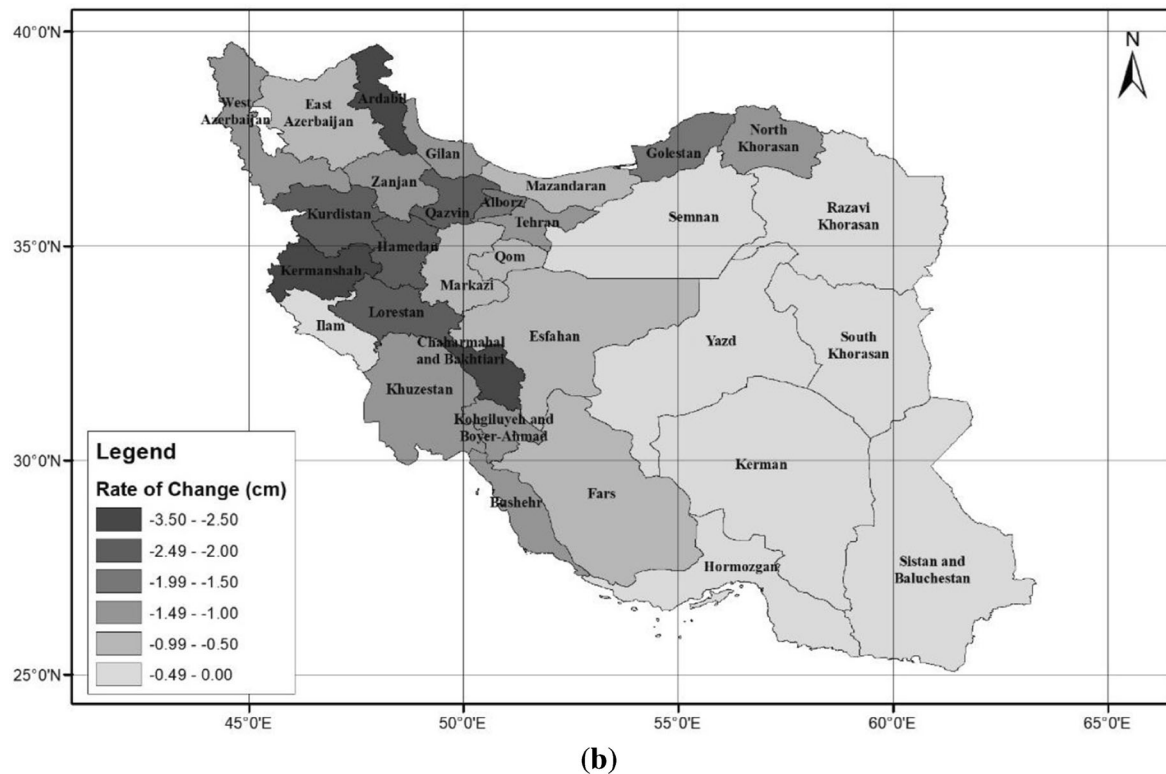 40°0'N
N
West
Azerbaijan
East
Azerbaijan
Ardabil
Gilan
Golestan
North
Khorasan
Zanjan
Mazandaran
Kurdistan
Qazvin
Alborz
Tehran
Semnan
Razavi
Khorasan
35°0'N
Hamedan
Qom
Kermanshah
Markazi
Ilam
Lorestan
Esfahan
Yazd
South
Khorasan
Chaharmahal
and Bakhtiari
Khuzestan
Kohgiluyeh and
Boyer-Ahmad
30°0'N
Kerman
Fars
Bushehr
Hormozgan
Sistan and
Baluchestan
Legend
Rate of Change (cm)
-3.50 - -2.50
-2.49 - -2.00
-1.99 - -1.50
-1.49 - -1.00
-0.99 - -0.50
-0.49 - 0.00
25°0'N
45°0'E
50°0'E
55°0'E
60°0'E
65°0'E
(b)